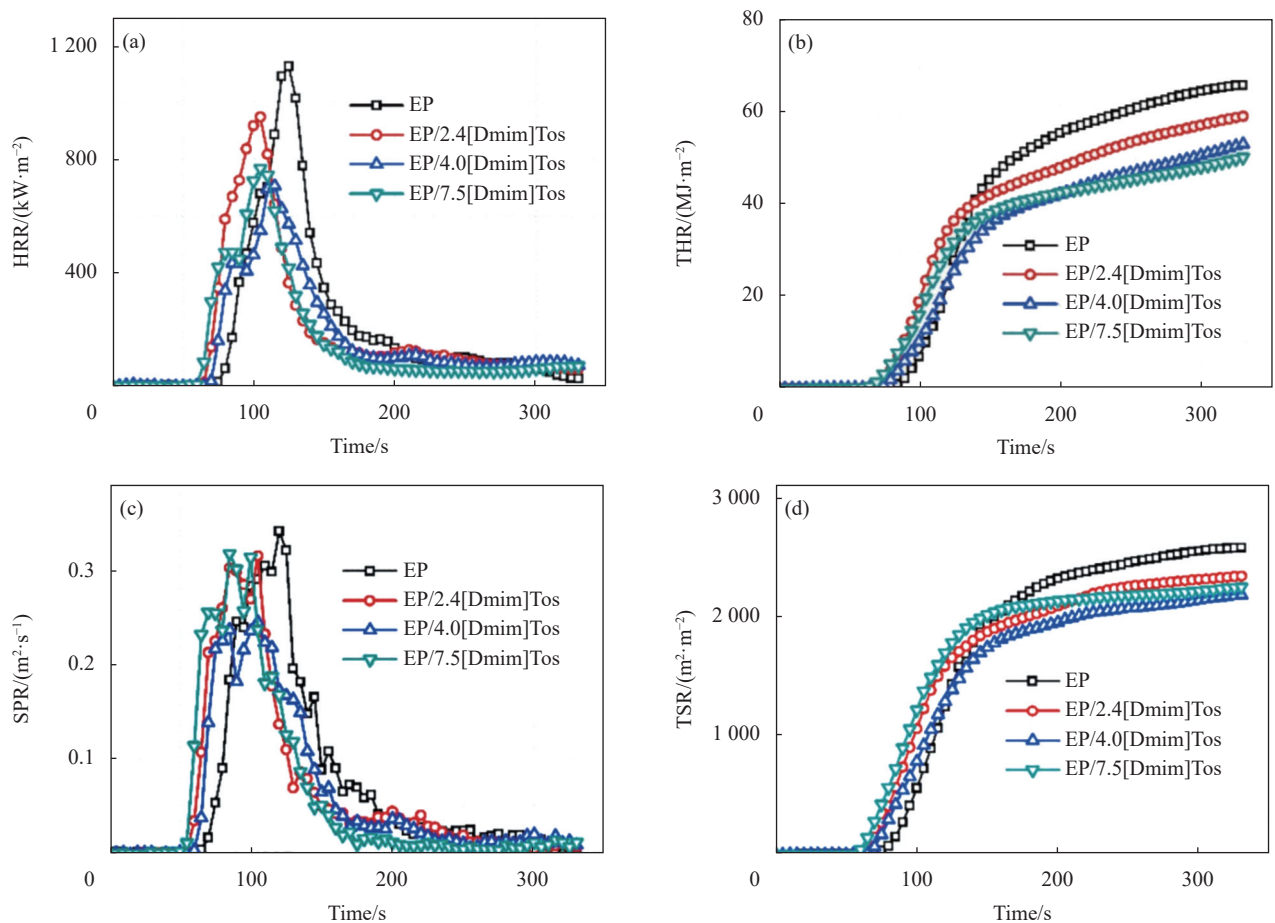 (a)
1 200
800
400
0
100
200
300
HRR/(kW·m⁻²)
Time/s
EP
EP/2.4[Dmim]Tos
EP/4.0[Dmim]Tos
EP/7.5[Dmim]Tos
(b)
80
60
40
20
0
100
200
300
THR/(MJ·m⁻²)
Time/s
EP
EP/2.4[Dmim]Tos
EP/4.0[Dmim]Tos
EP/7.5[Dmim]Tos
(c)
0.3
0.2
0.1
0
100
200
300
SPR/(m²·s⁻¹)
Time/s
EP
EP/2.4[Dmim]Tos
EP/4.0[Dmim]Tos
EP/7.5[Dmim]Tos
(d)
3 000
2 000
1 000
0
100
200
300
TSR/(m²·m⁻²)
Time/s
EP
EP/2.4[Dmim]Tos
EP/4.0[Dmim]Tos
EP/7.5[Dmim]Tos